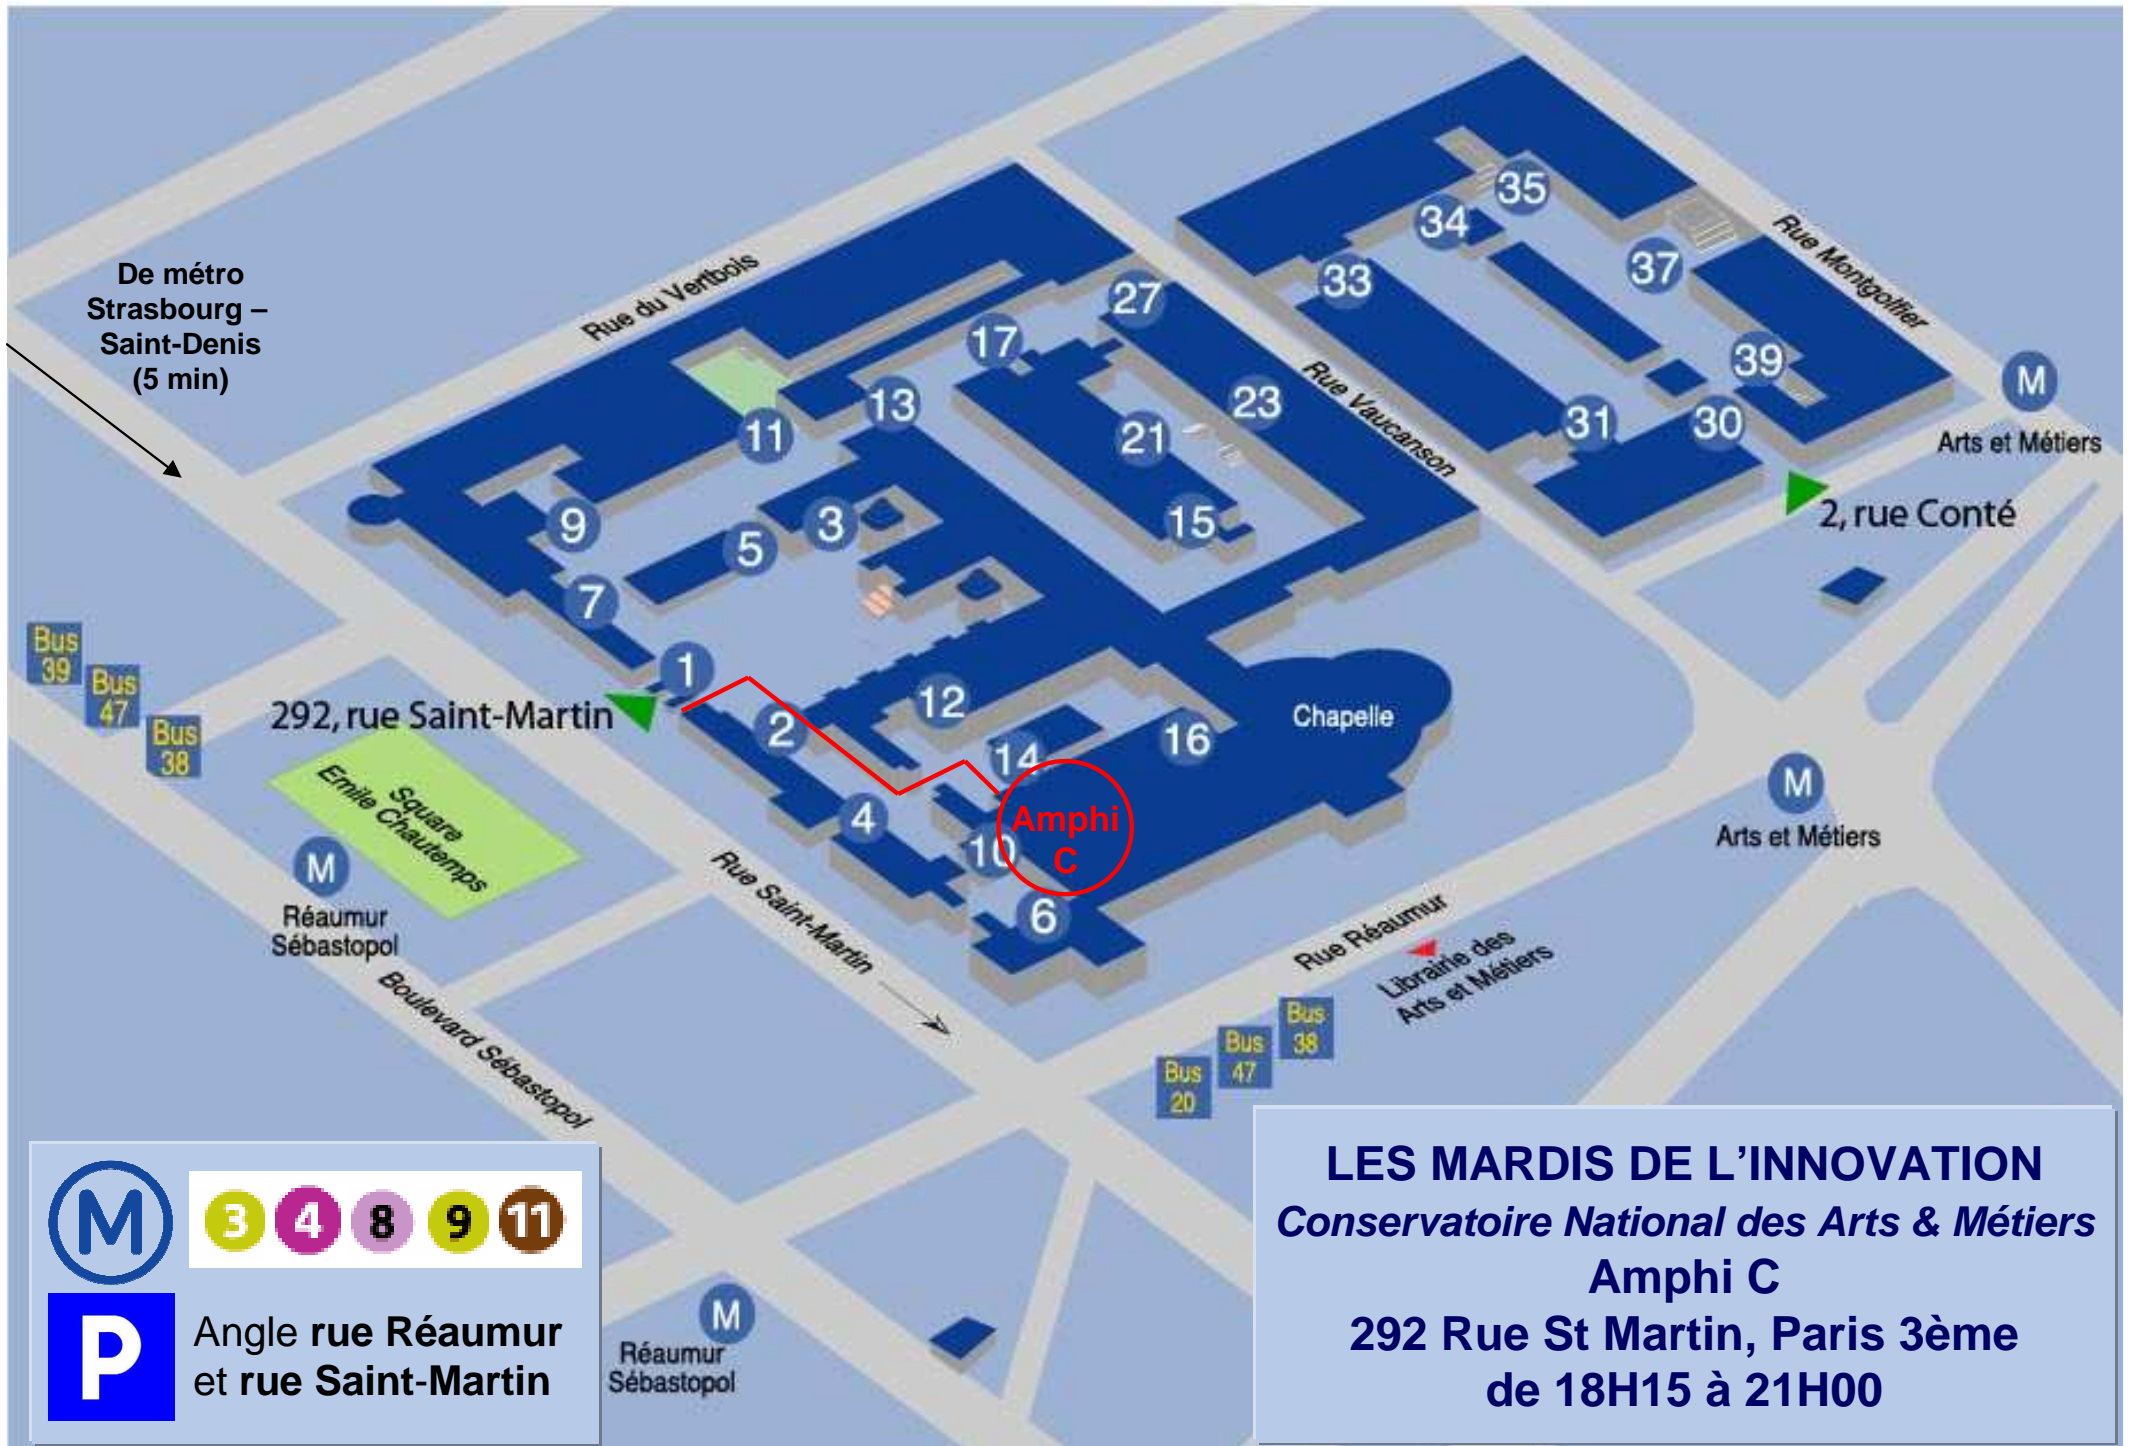 De métro
Strasbourg –
Saint-Denis
(5 min)
Rue du Vertbois
Rue Montgolfier
Rue Vaucanson
35
34
37
33
27
17
39
13
23
11
21
31
30
M
Arts et Métiers
2, rue Conté
9
3
15
5
7
1
Bus
39
Bus
47
Bus
38
292, rue Saint-Martin
2
12
14
16
Chapelle
4
10
Amphi
C
6
Square
Emile Chautemps
M
Réaumur
Sébastopol
M
Arts et Métiers
Rue Saint-Martin
Rue Réaumur
Librairie des
Arts et Métiers
Boulevard Sébastopol
Bus
38
Bus
47
Bus
20
M
3 4 8 9 11
P
Angle rue Réaumur
et rue Saint-Martin
M
Réaumur
Sébastopol
LES MARDIS DE L’INNOVATION
Conservatoire National des Arts & Métiers
Amphi C
292 Rue St Martin, Paris 3ème
de 18H15 à 21H00